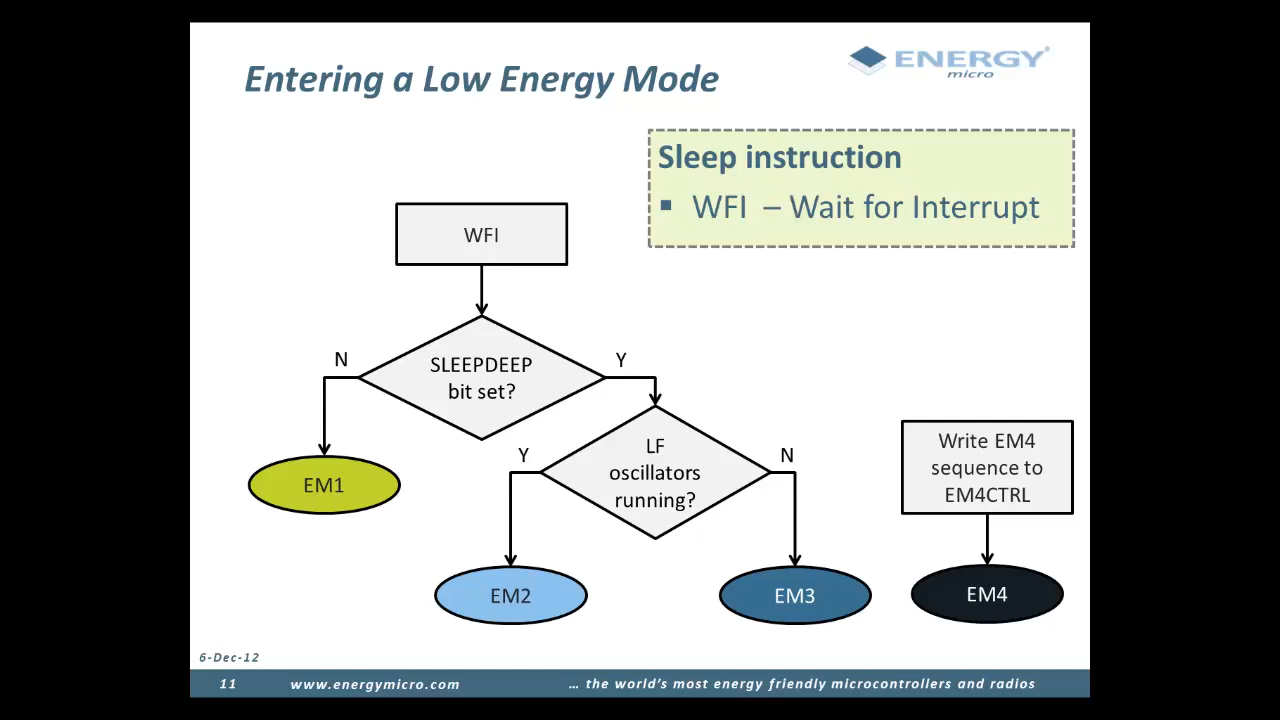 Entering a Low Energy Mode
ENERGY®
micro
Sleep instruction
▪ WFI – Wait for Interrupt
WFI
SLEEPDEEP
bit set?
N
Y
EM1
LF
oscillators
running?
Y
N
EM2
EM3
Write EM4
sequence to
EM4CTRL
EM4
6-Dec-12
11
www.energymicro.com
... the world's most energy friendly microcontrollers and radios